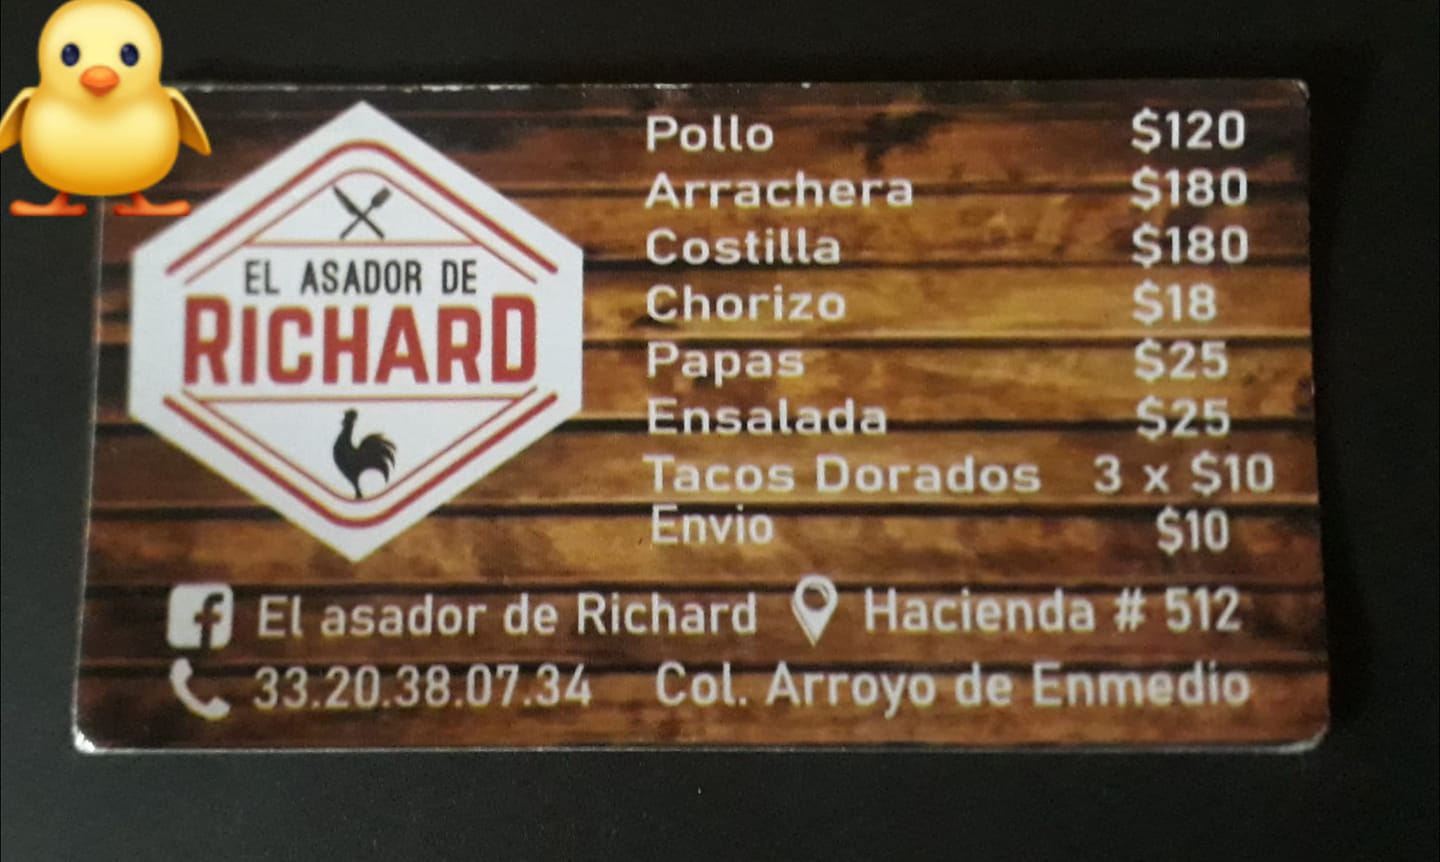 EL ASADOR DE
RICHARD
Pollo $120
Arrachera $180
Costilla $180
Chorizo $18
Papas $25
Ensalada $25
Tacos Dorados 3 x $10
Envio $10
El asador de Richard
33.20.38.07.34
Hacienda # 512
Col. Arroyo de Enmedio